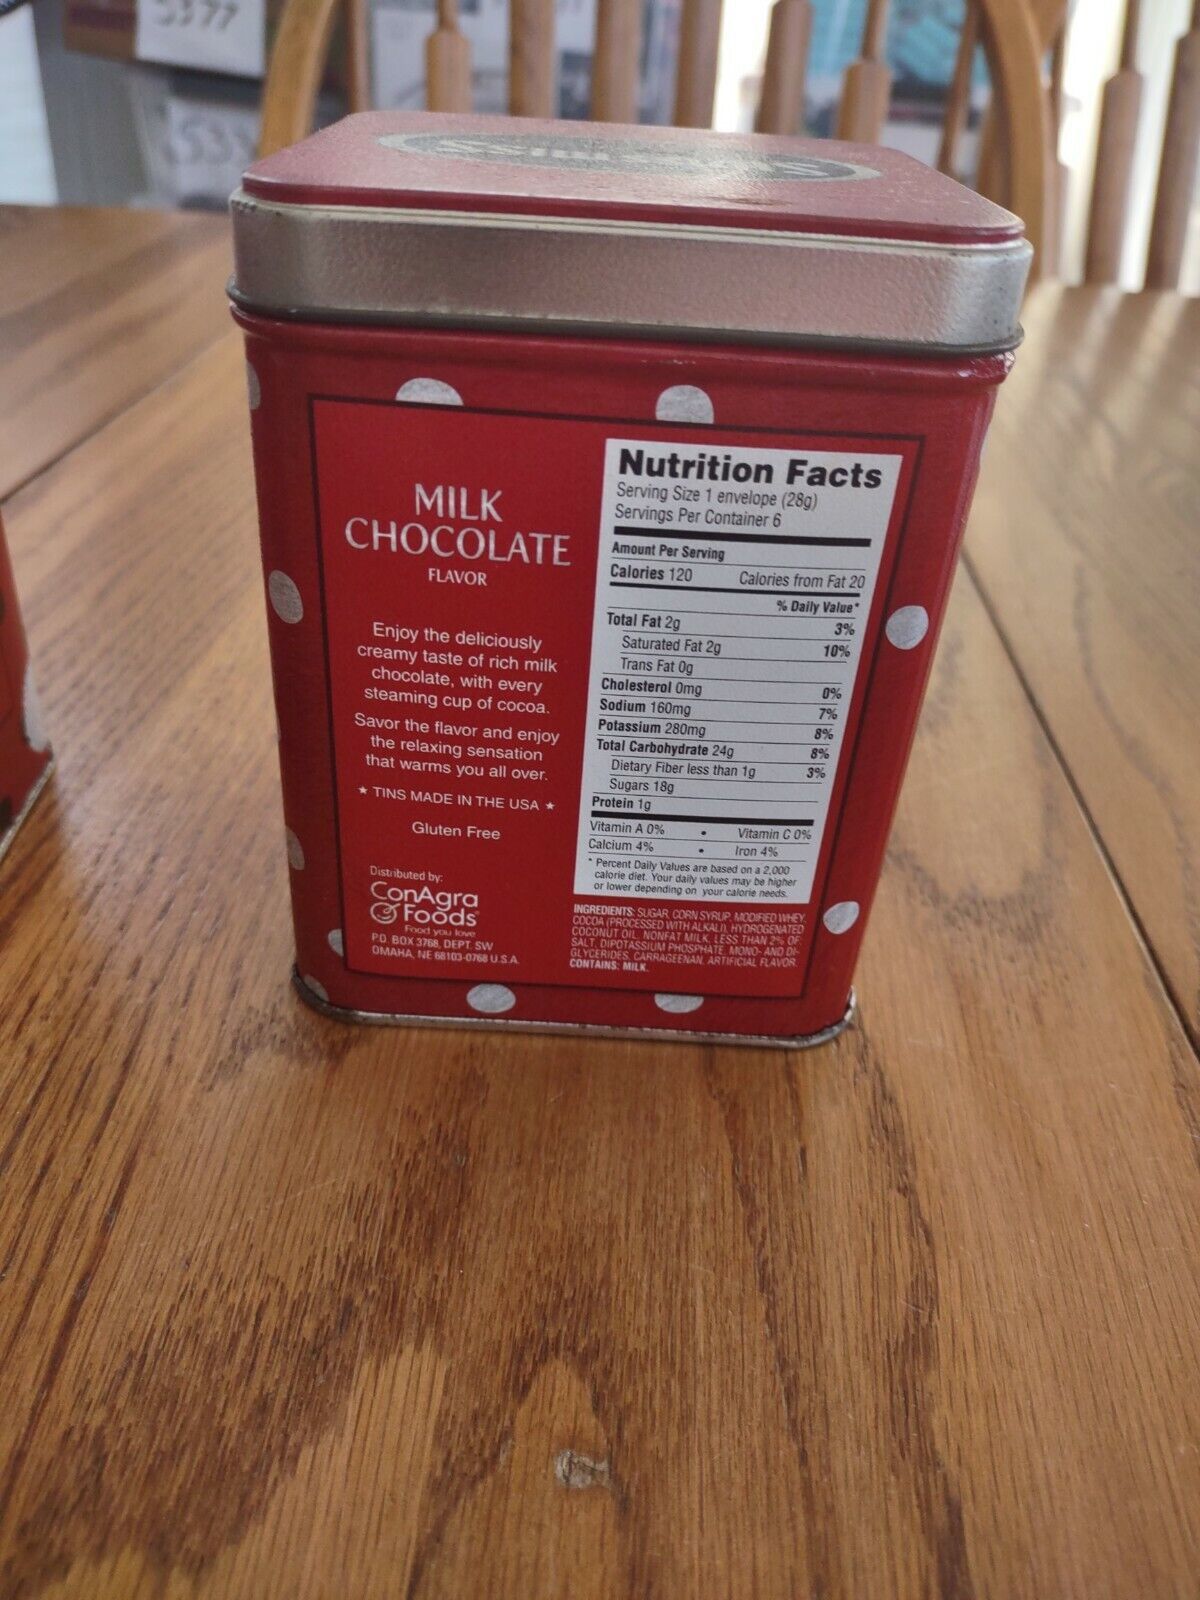 5377
533
Swiss Miss
MILK
CHOCOLATE
FLAVOR
Enjoy the deliciously
creamy taste of rich milk
chocolate, with every
steaming cup of cocoa.
Savor the flavor and enjoy
the relaxing sensation
that warms you all over.
★ TINS MADE IN THE USA ★
Gluten Free
Distributed by:
ConAgra
Foods®
Food you love
P.O. BOX 3768, DEPT. SW
OMAHA, NE 68103-0768 U.S.A.
Nutrition Facts
Serving Size 1 envelope (28g)
Servings Per Container 6
Amount Per Serving
Calories 120 Calories from Fat 20
% Daily Value*
Total Fat 2g 3%
Saturated Fat 2g 10%
Trans Fat 0g
Cholesterol 0mg 0%
Sodium 160mg 7%
Potassium 280mg 8%
Total Carbohydrate 24g 8%
Dietary Fiber less than 1g 3%
Sugars 18g
Protein 1g
Vitamin A 0% • Vitamin C 0%
Calcium 4% • Iron 4%
* Percent Daily Values are based on a 2,000
calorie diet. Your daily values may be higher
or lower depending on your calorie needs.
INGREDIENTS: SUGAR, CORN SYRUP, MODIFIED WHEY,
COCOA (PROCESSED WITH ALKALI), HYDROGENATED
COCONUT OIL, NONFAT MILK, LESS THAN 2% OF:
SALT, DIPOTASSIUM PHOSPHATE, MONO- AND DI-
GLYCERIDES, CARRAGEENAN, ARTIFICIAL FLAVOR.
CONTAINS: MILK.